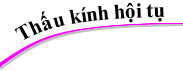 Thấu kính hội tụ